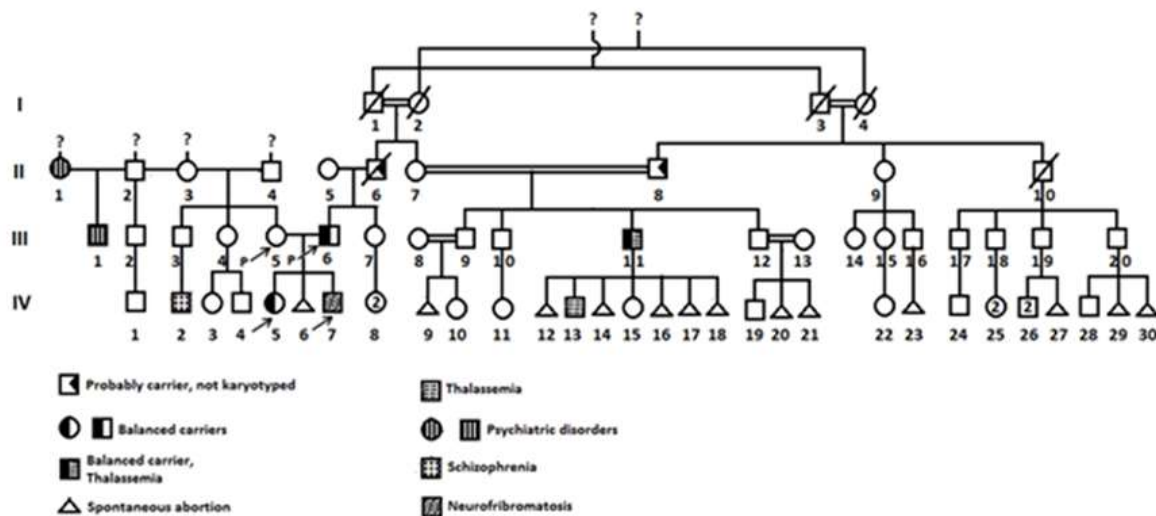 ? ?
I
1 2 3 4
? ? ? ?
II
1 2 3 4 5 6 7 8 9 10
III
1 2 3 4 P 5 P 6 7 8 9 10 11 12 13 14 15 16 17 18 19 20
IV
2 2 2
1 2 3 4 5 6 7 8 9 10 11 12 13 14 15 16 17 18 19 20 21 22 23 24 25 26 27 28 29 30
Probably carrier, not karyotyped
Thalassemia
Balanced carriers
Psychiatric disorders
Balanced carrier,
Thalassemia
Schizophrenia
Spontaneous abortion
Neurofribromatosis